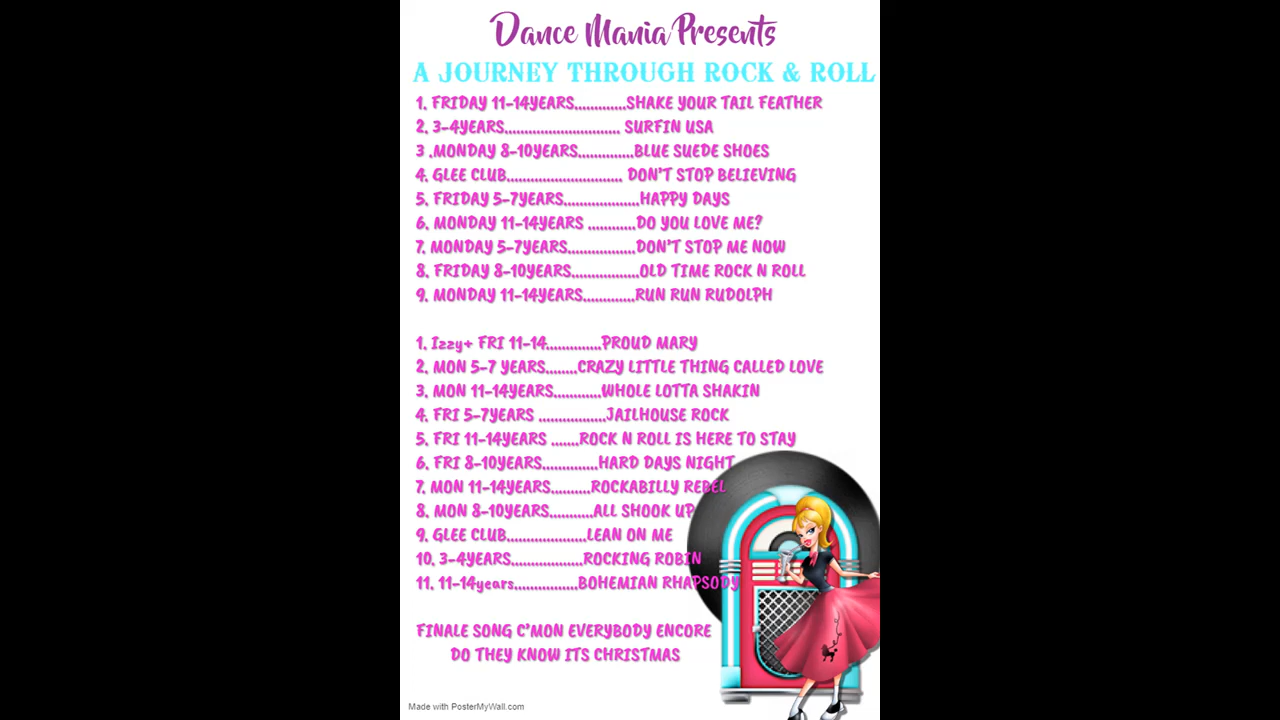 Dance Mania Presents
A JOURNEY THROUGH ROCK & ROLL
1. FRIDAY 11-14YEARS.............SHAKE YOUR TAIL FEATHER
2. 3-4YEARS............................. SURFIN USA
3 .MONDAY 8-10YEARS..............BLUE SUEDE SHOES
4. GLEE CLUB............................. DON'T STOP BELIEVING
5. FRIDAY 5-7YEARS...................HAPPY DAYS
6. MONDAY 11-14YEARS ............DO YOU LOVE ME?
7. MONDAY 5-7YEARS.................DON'T STOP ME NOW
8. FRIDAY 8-10YEARS.................OLD TIME ROCK N ROLL
9. MONDAY 11-14YEARS.............RUN RUN RUDOLPH
1. Izzy+ FRI 11-14..............PROUD MARY
2. MON 5-7 YEARS........CRAZY LITTLE THING CALLED LOVE
3. MON 11-14YEARS............WHOLE LOTTA SHAKIN
4. FRI 5-7YEARS .................JAILHOUSE ROCK
5. FRI 11-14YEARS .......ROCK N ROLL IS HERE TO STAY
6. FRI 8-10YEARS..............HARD DAYS NIGHT
7. MON 11-14YEARS..........ROCKABILLY REBEL
8. MON 8-10YEARS...........ALL SHOOK UP
9. GLEE CLUB....................LEAN ON ME
10. 3-4YEARS..................ROCKING ROBIN
11. 11-14years................BOHEMIAN RHAPSODY
FINALE SONG C'MON EVERYBODY ENCORE
DO THEY KNOW ITS CHRISTMAS
Made with PosterMyWall.com